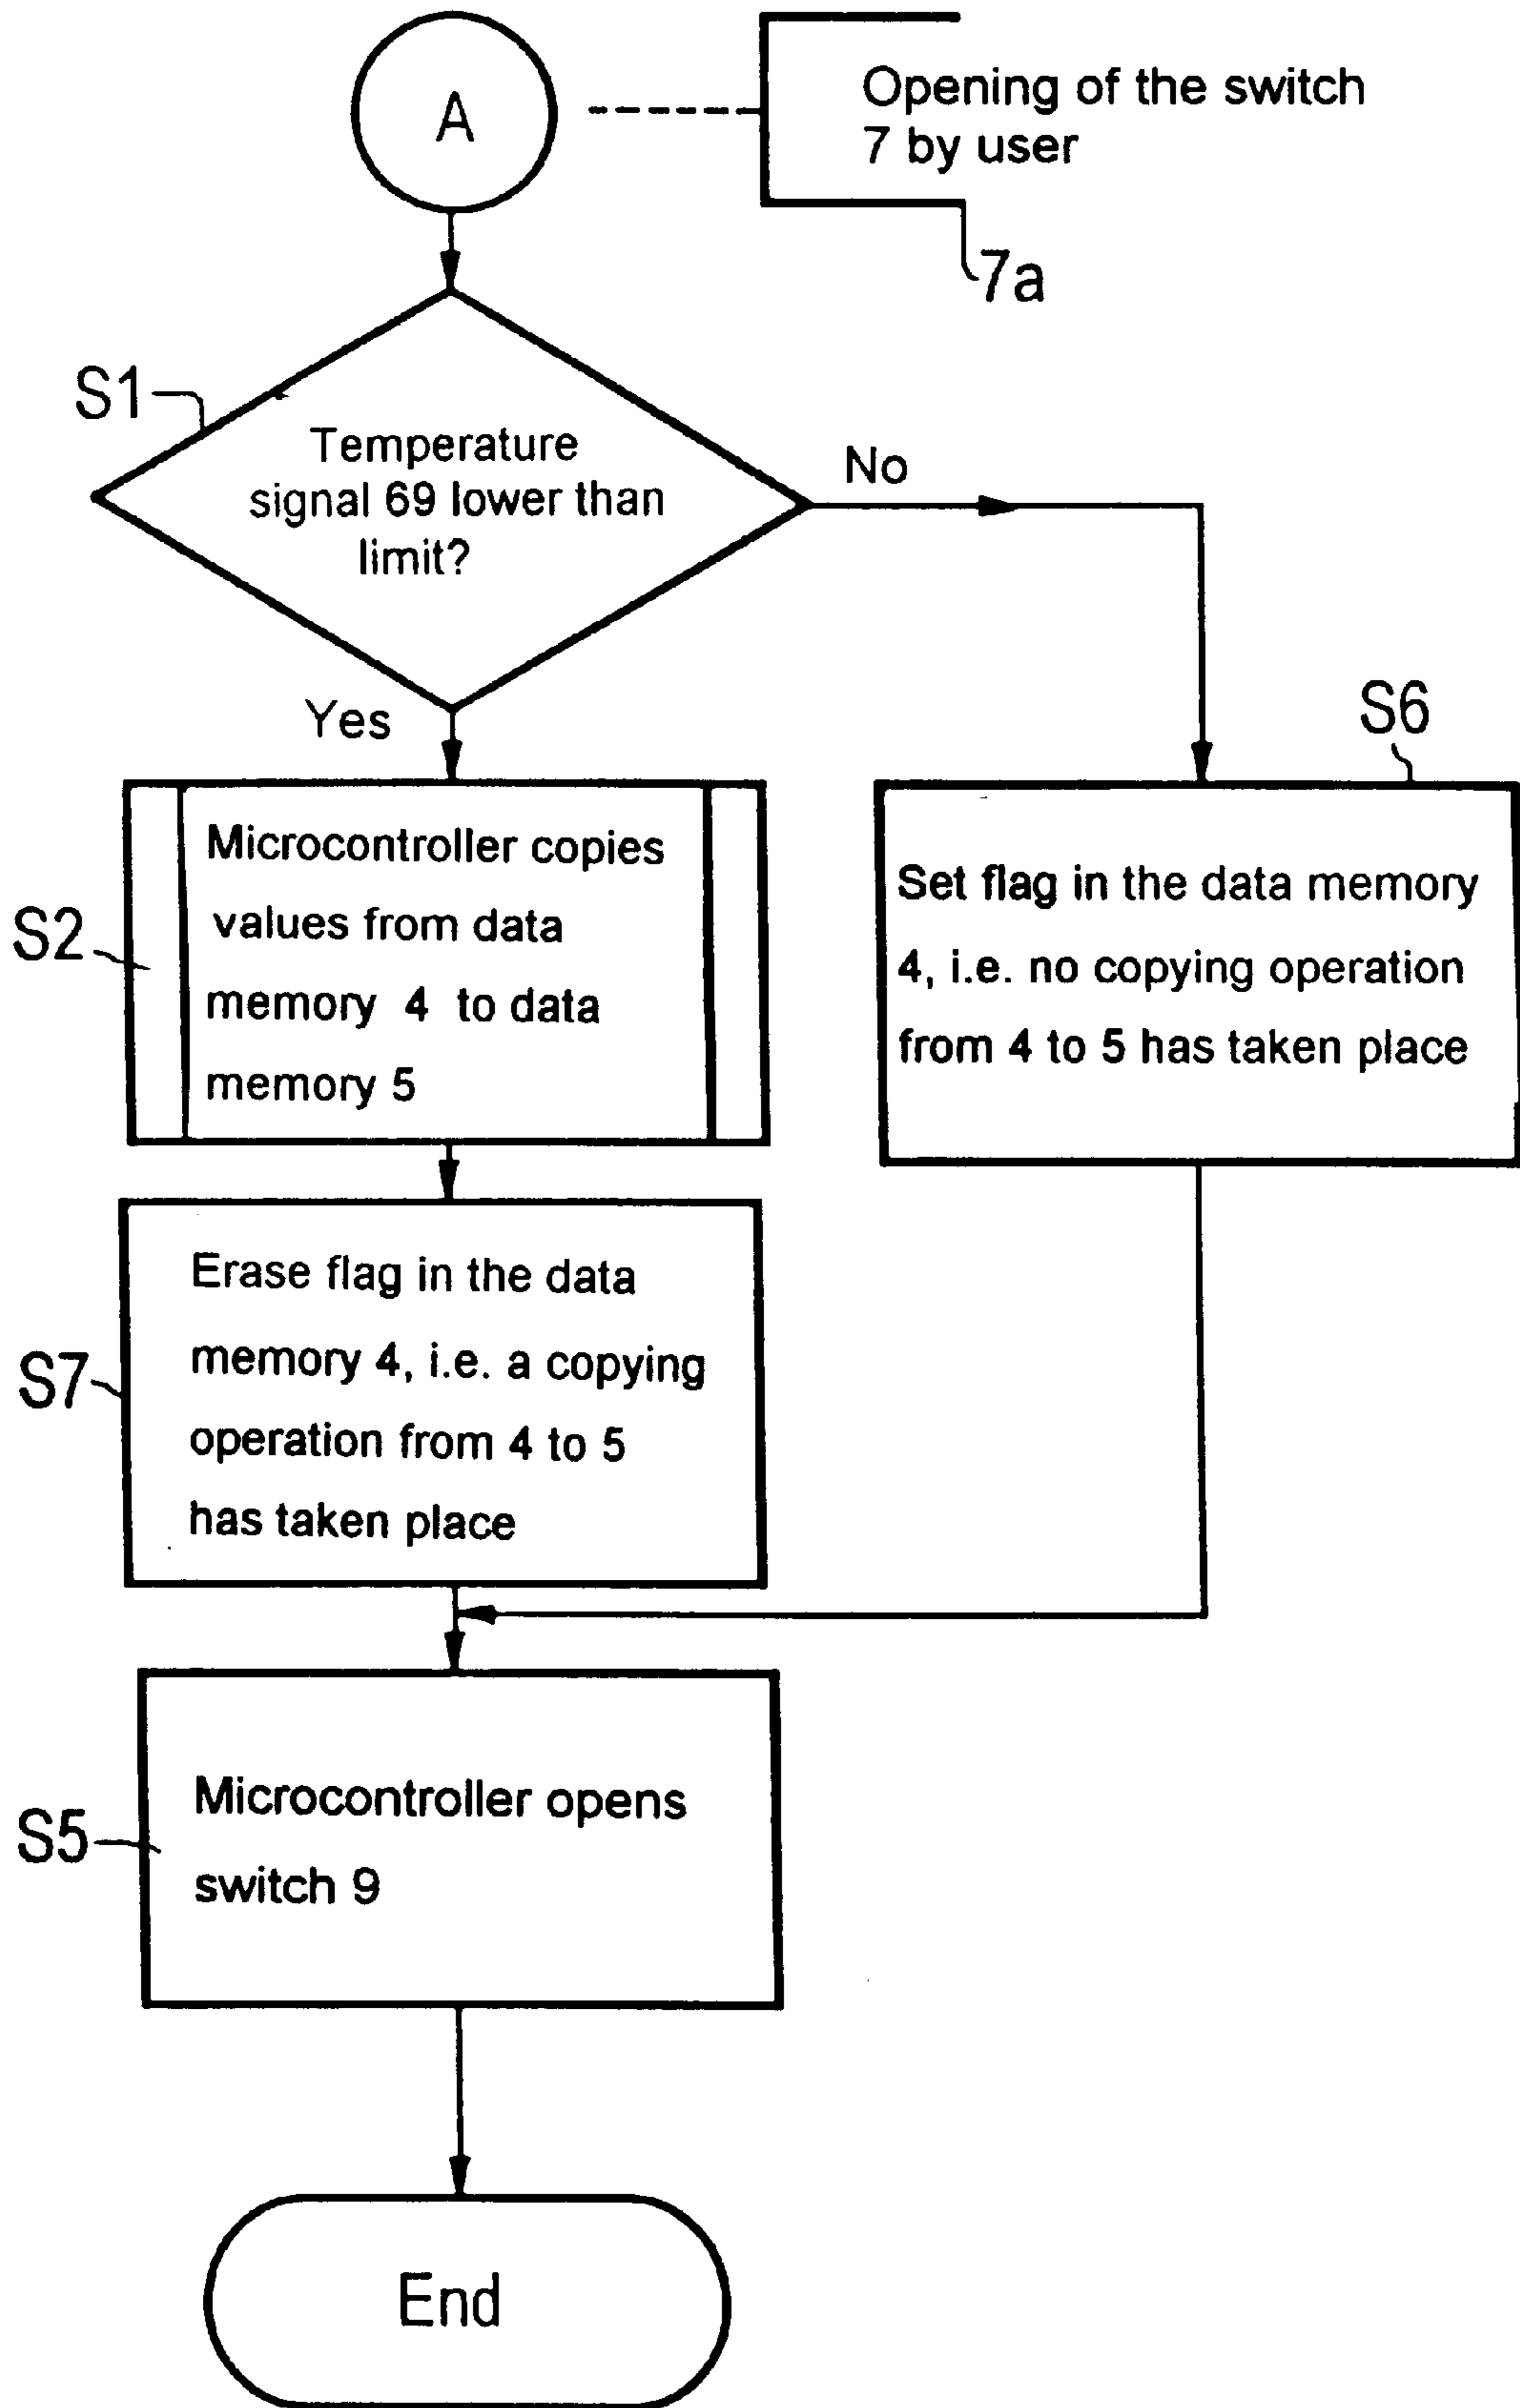 A
Opening of the switch
7 by user
7a
S1
Temperature
signal 69 lower than
limit?
No
Yes
S6
S2
Microcontroller copies
values from data
memory 4 to data
memory 5
Set flag in the data memory
4, i.e. no copying operation
from 4 to 5 has taken place
S7
Erase flag in the data
memory 4, i.e. a copying
operation from 4 to 5
has taken place
S5
Microcontroller opens
switch 9
End